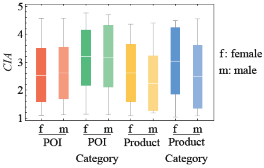 5
4
3
2
1
CIA
f: female
m: male
f m f m f m f m
POI POI Product Product
Category Category